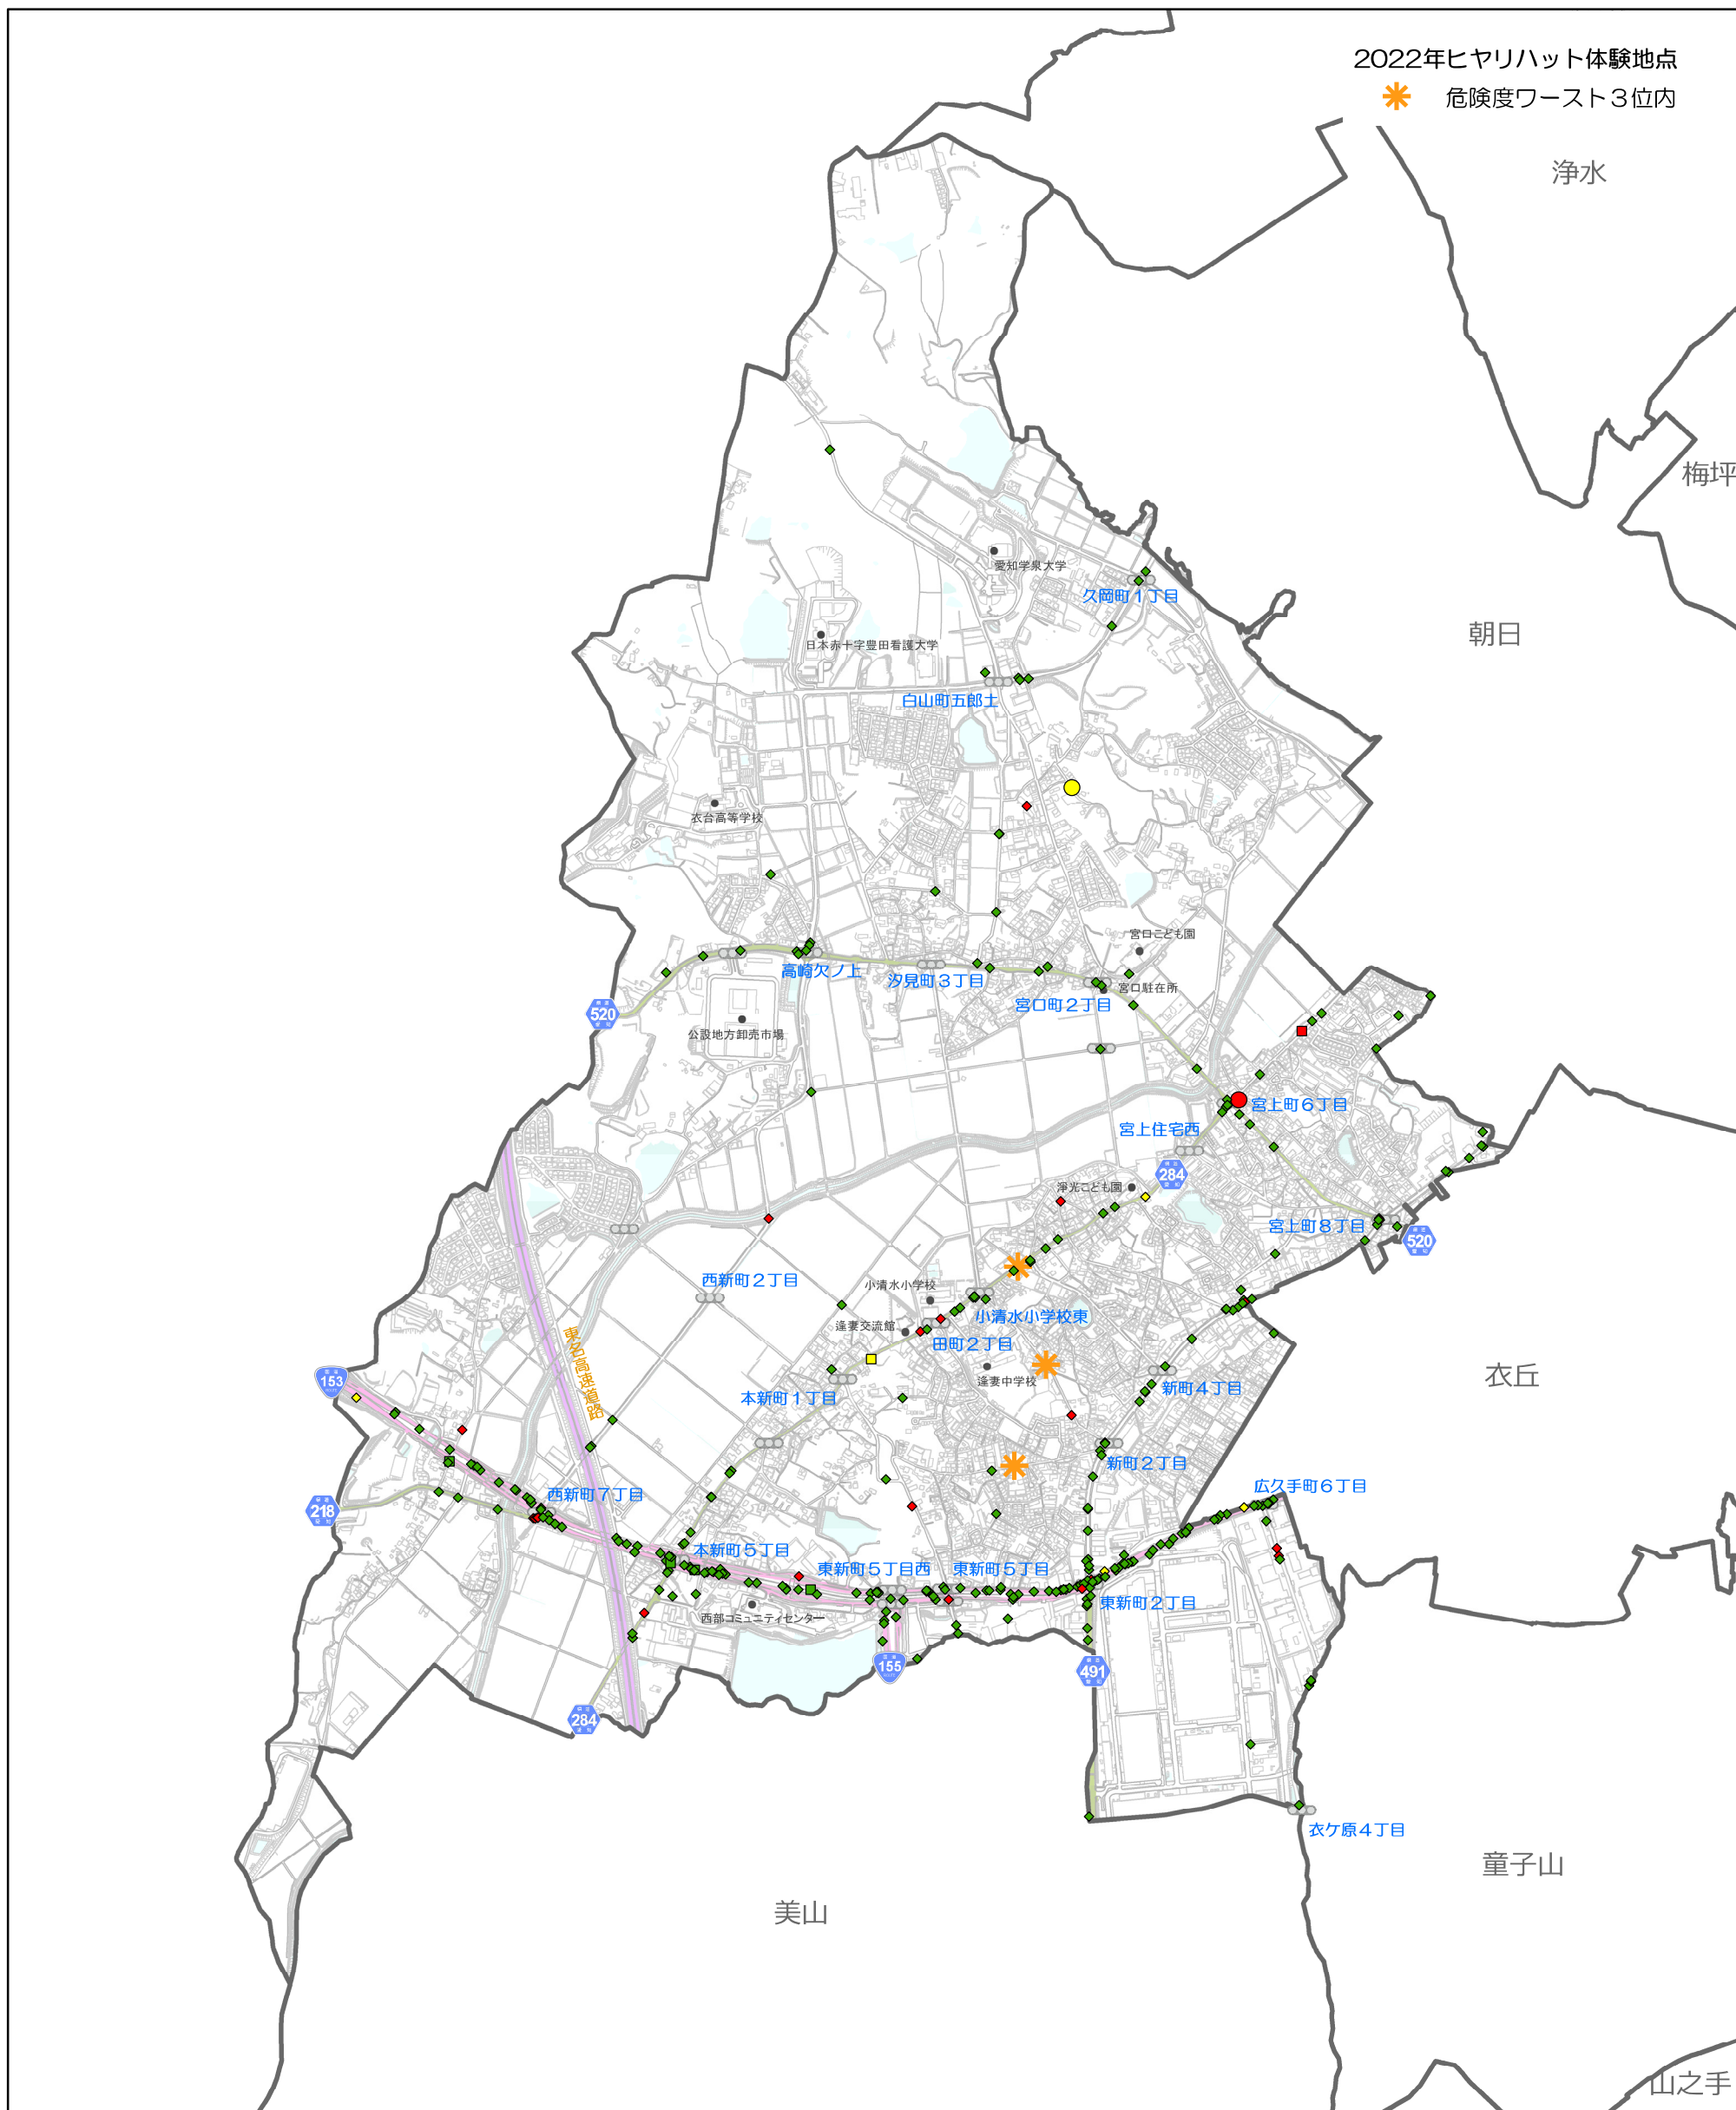 2022年ヒヤリハット体験地点
危険度ワースト３位内
浄水
梅坪
愛知学泉大学
久岡町１丁目
朝日
日本赤十字豊田看護大学
白山町五郎土
衣台高等学校
宮口こども園
高崎欠ノ上
汐見町３丁目
宮口駐在所
宮口町２丁目
520
公設地方卸売市場
宮上町６丁目
宮上住宅西
284
浄光こども園
宮上町８丁目
520
西新町２丁目
小清水小学校
小清水小学校東
逢妻交流館
田町２丁目
東名高速道路
153
逢妻中学校
衣丘
新町４丁目
本新町１丁目
新町２丁目
広久手町６丁目
西新町７丁目
218
本新町５丁目
東新町５丁目西
東新町５丁目
東新町２丁目
西部コミュニティセンター
155
491
284
衣ケ原４丁目
童子山
美山
山之手